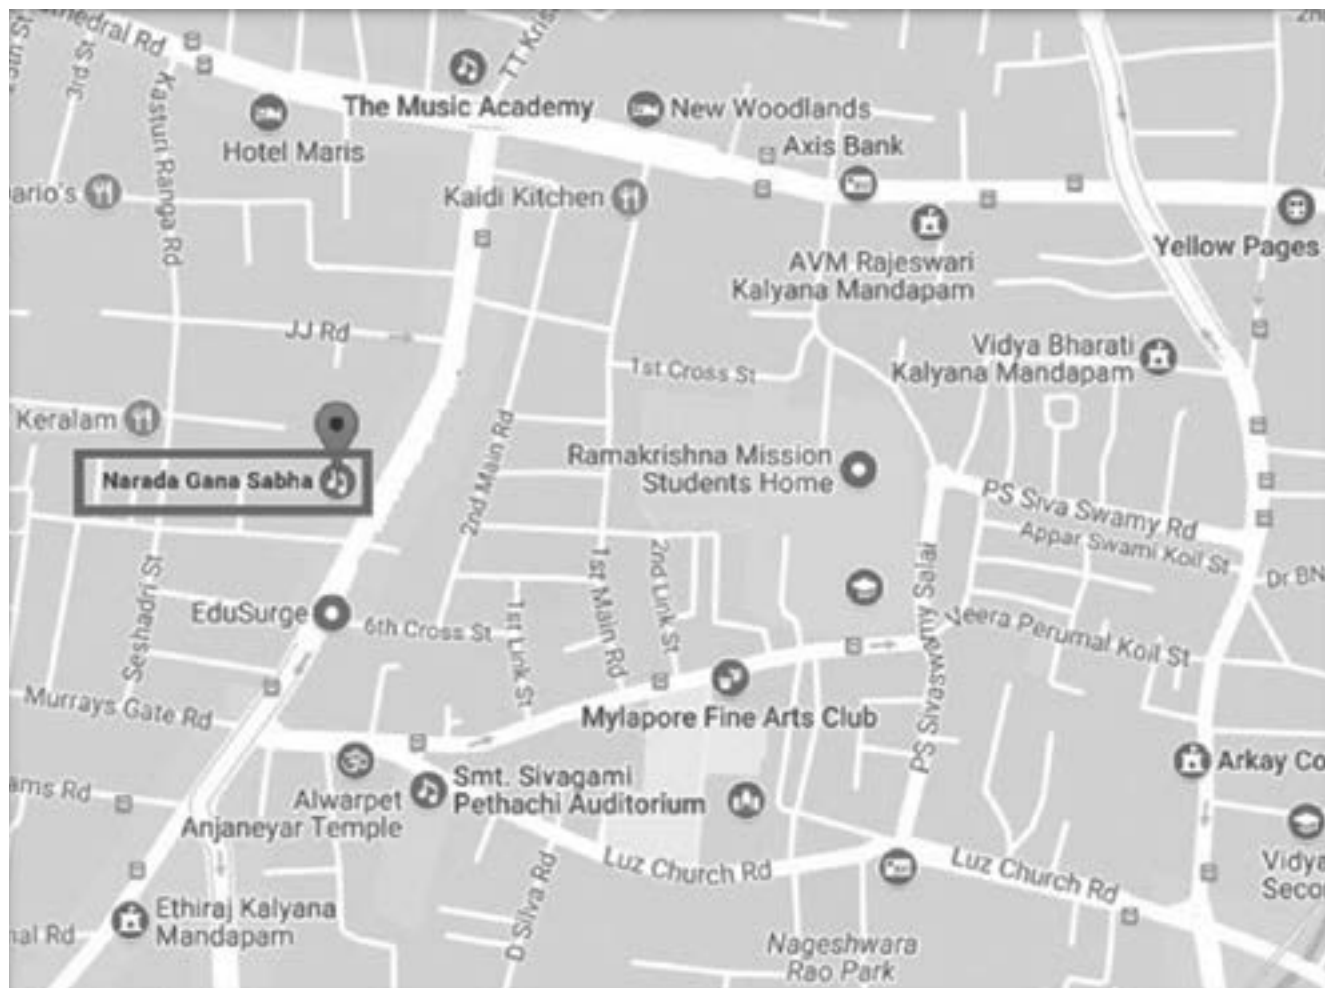 3rd St
TT
Kasturi Ranga Rd
The Music Academy
New Woodlands
Hotel Maris
Axis Bank
Kaidi Kitchen
Yellow Pages
AVM Rajeswari
Kalyana Mandapam
JJ Rd
Vidya Bharati
Kalyana Mandapam
1st Cross St
Keralam
2nd Main Rd
Ramakrishna Mission
Students Home
Narada Gana Sabha
PS Siva Swamy Rd
Appar Swami Koil St
Dr BN
Seshadri St
1st Main Rd
2nd Link St
EduSurge
6th Cross St
1st Link St
PS Sivaswamy Salai
Veera Perumal Koil St
Murrays Gate Rd
Mylapore Fine Arts Club
Arkay
Smt. Sivagami
Pethachi Auditorium
Alwarpet
Anjaneyar Temple
Luz Church Rd
Luz Church Rd
D Silva Rd
Ethiraj Kalyana
Mandapam
Nageshwara
Rao Park